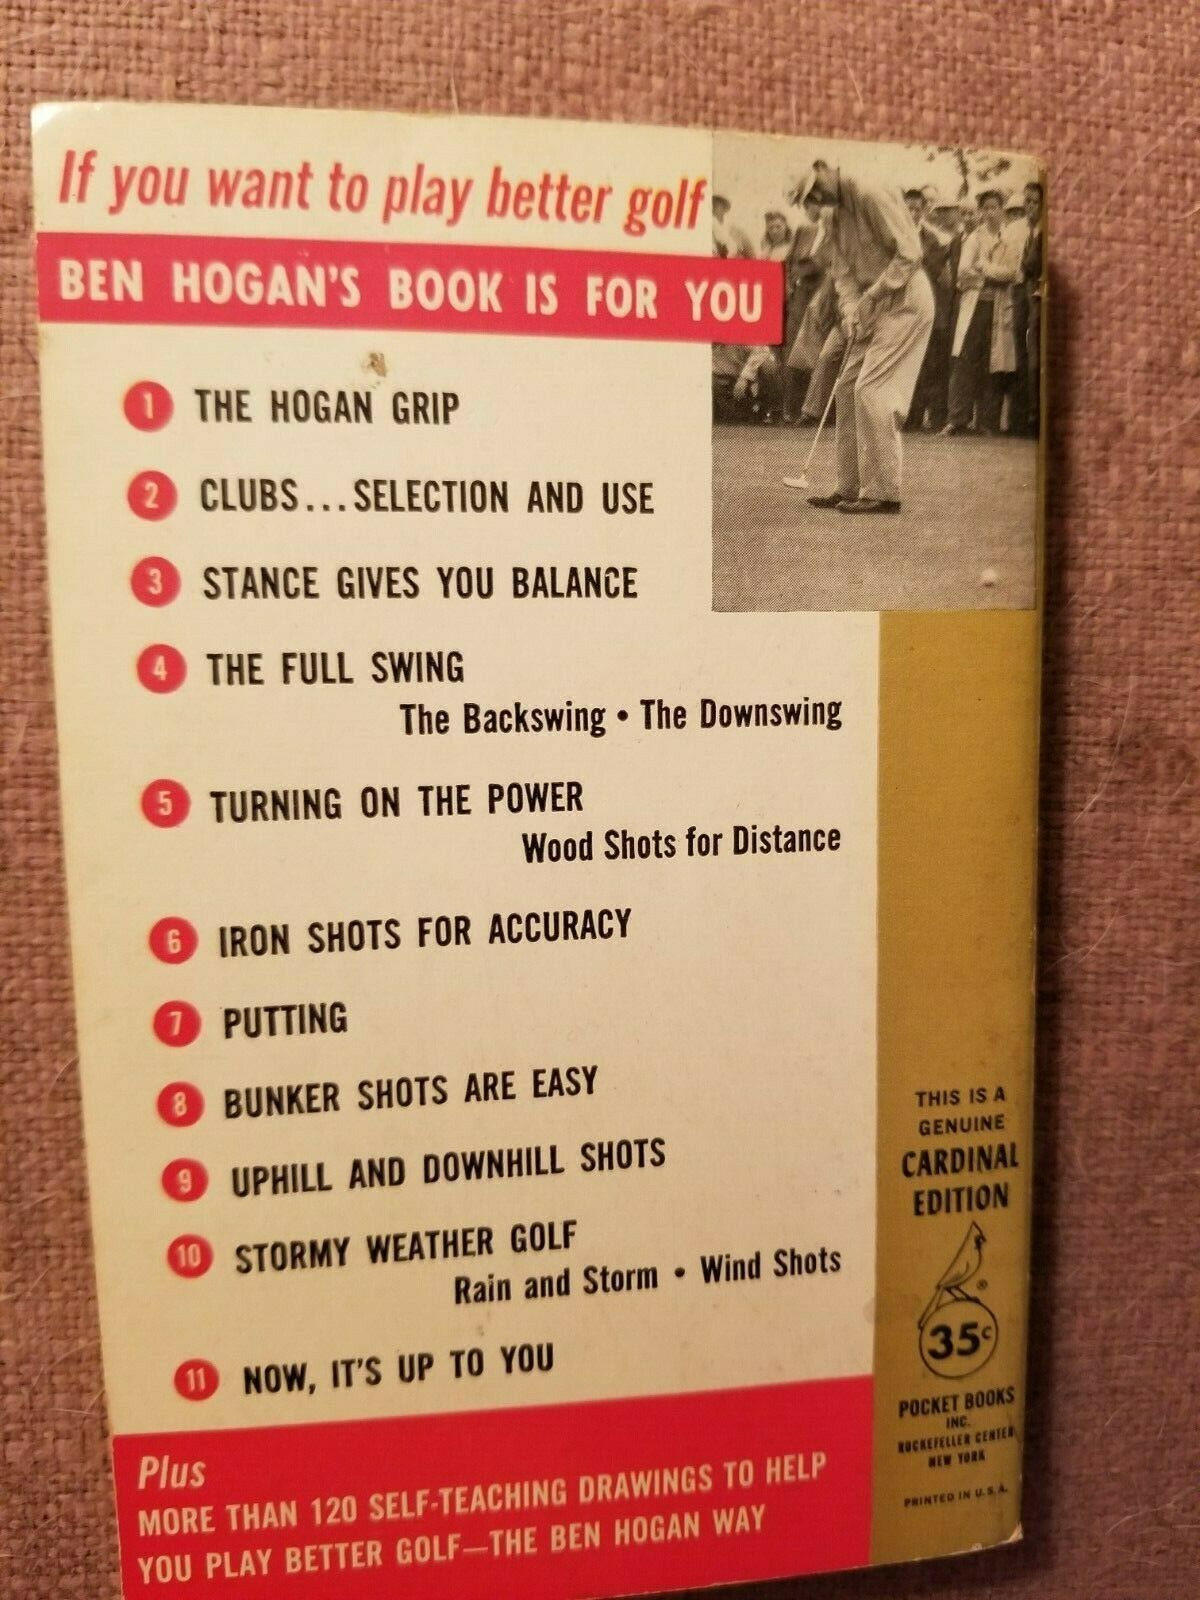 If you want to play better golf
BEN HOGAN'S BOOK IS FOR YOU
1 THE HOGAN GRIP
2 CLUBS...SELECTION AND USE
3 STANCE GIVES YOU BALANCE
4 THE FULL SWING
The Backswing • The Downswing
5 TURNING ON THE POWER
Wood Shots for Distance
6 IRON SHOTS FOR ACCURACY
7 PUTTING
8 BUNKER SHOTS ARE EASY
9 UPHILL AND DOWNHILL SHOTS
10 STORMY WEATHER GOLF
Rain and Storm • Wind Shots
11 NOW, IT'S UP TO YOU
Plus
MORE THAN 120 SELF-TEACHING DRAWINGS TO HELP
YOU PLAY BETTER GOLF—THE BEN HOGAN WAY
THIS IS A
GENUINE
CARDINAL
EDITION
®
35¢
POCKET BOOKS
INC.
ROCKEFELLER CENTER
NEW YORK
PRINTED IN U.S.A.